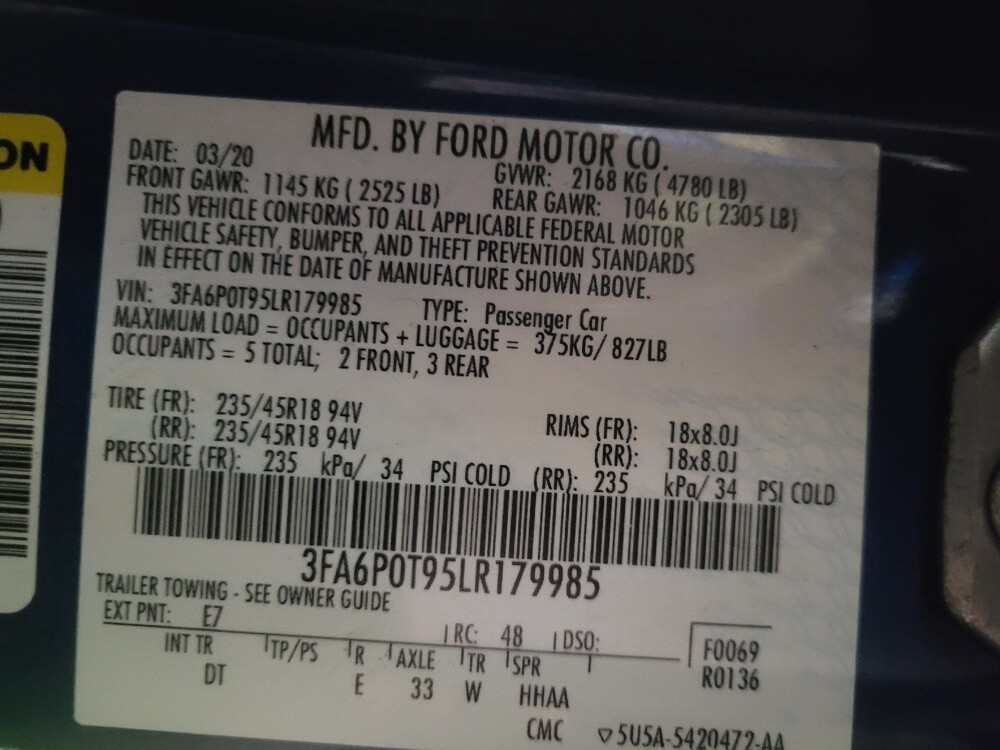 ON
MFD. BY FORD MOTOR CO.
DATE: 03/20
GVWR: 2168 KG ( 4780 LB)
FRONT GAWR: 1145 KG ( 2525 LB)
REAR GAWR: 1046 KG ( 2305 LB)
THIS VEHICLE CONFORMS TO ALL APPLICABLE FEDERAL MOTOR
VEHICLE SAFETY, BUMPER, AND THEFT PREVENTION STANDARDS
IN EFFECT ON THE DATE OF MANUFACTURE SHOWN ABOVE.
VIN: 3FA6P0T95LR179985 TYPE: Passenger Car
MAXIMUM LOAD = OCCUPANTS + LUGGAGE = 375KG/ 827LB
OCCUPANTS = 5 TOTAL; 2 FRONT, 3 REAR
TIRE (FR): 235/45R18 94V RIMS (FR): 18x8.0J
(RR): 235/45R18 94V (RR): 18x8.0J
PRESSURE (FR): 235 kPa/ 34 PSI COLD (RR): 235 kPa/ 34 PSI COLD
3FA6P0T95LR179985
TRAILER TOWING - SEE OWNER GUIDE
EXT PNT: E7 RC: 48 DSO:
INT TR TP/PS R AXLE TR SPR
DT E 33 W HHAA
F0069
R0136
CMC ▽5U5A-5420472-AA